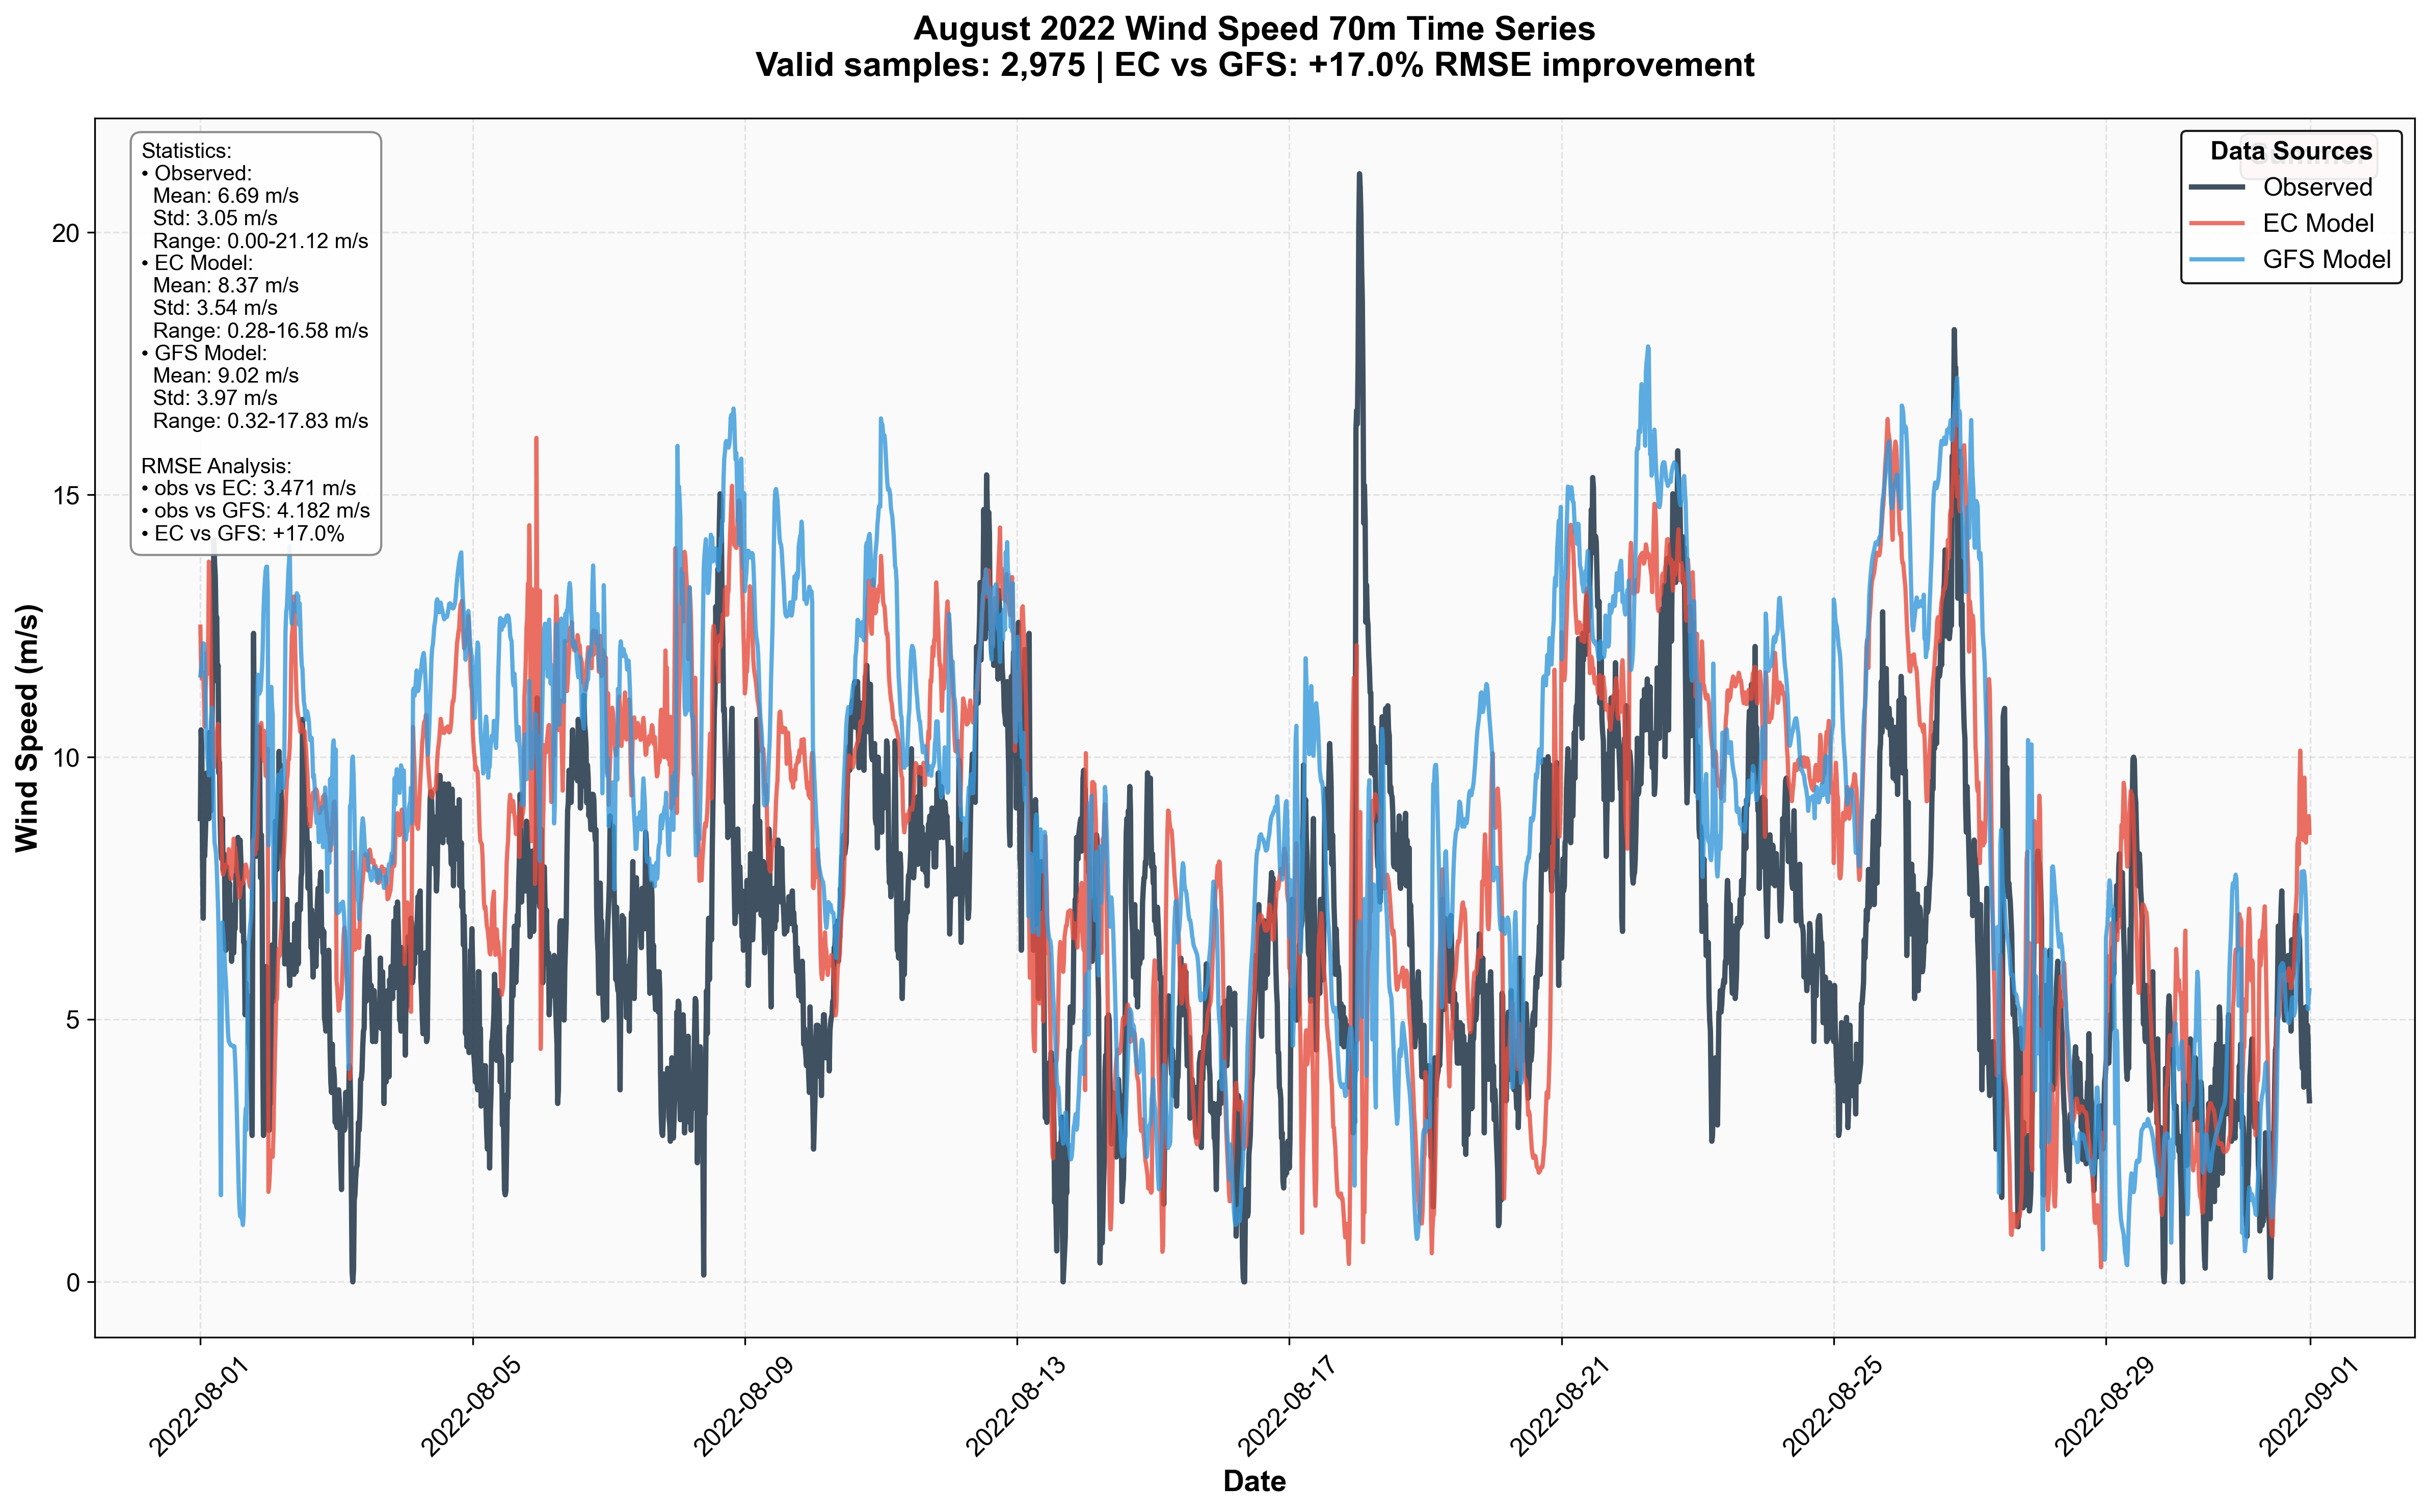 August 2022 Wind Speed 70m Time Series
Valid samples: 2,975 | EC vs GFS: +17.0% RMSE improvement
Statistics:
• Observed:
Mean: 6.69 m/s
Std: 3.05 m/s
Range: 0.00-21.12 m/s
• EC Model:
Mean: 8.37 m/s
Std: 3.54 m/s
Range: 0.28-16.58 m/s
• GFS Model:
Mean: 9.02 m/s
Std: 3.97 m/s
Range: 0.32-17.83 m/s
RMSE Analysis:
• obs vs EC: 3.471 m/s
• obs vs GFS: 4.182 m/s
• EC vs GFS: +17.0%
Data Sources
Observed
EC Model
GFS Model
Wind Speed (m/s)
20
15
10
5
0
2022-08-01
2022-08-05
2022-08-09
2022-08-13
2022-08-17
2022-08-21
2022-08-25
2022-08-29
2022-09-01
Date